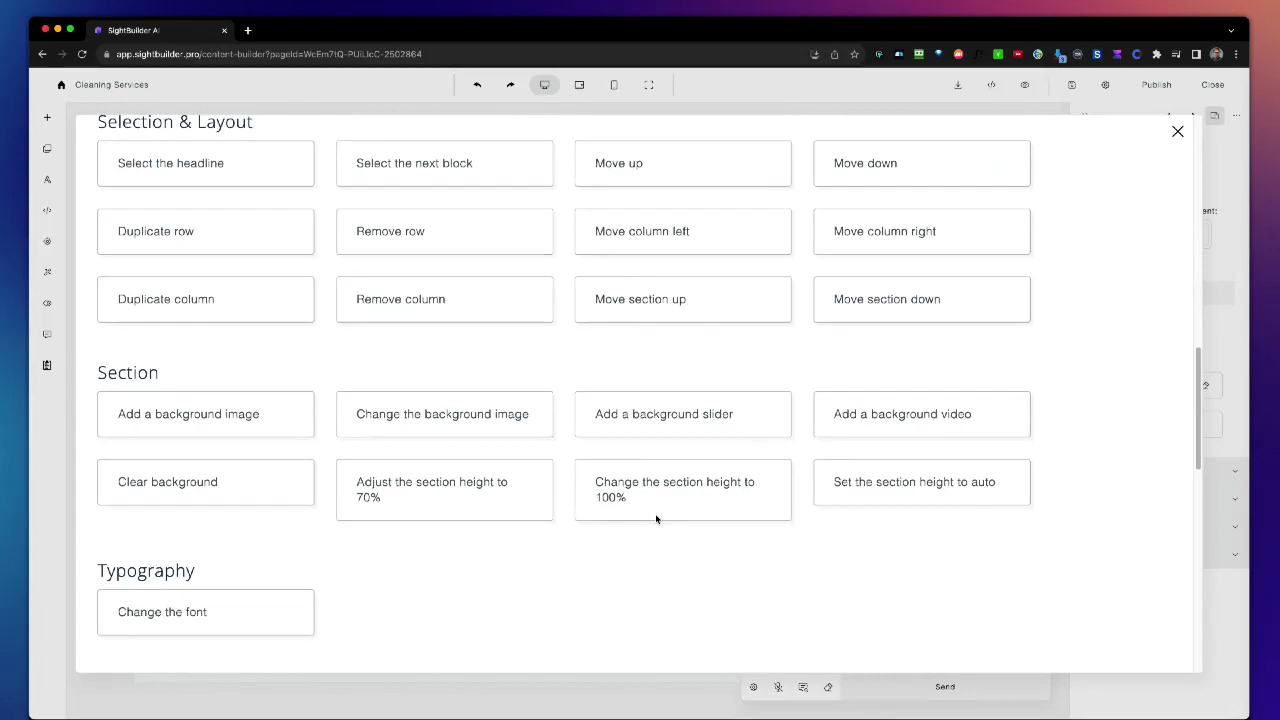 SightBuilder AI
app.sightbuilder.pro/content-builder?pageId=WcEm7tQ-PUiLIcC-2502864
Cleaning Services
Publish
Close
Selection & Layout
Select the headline
Select the next block
Move up
Move down
Duplicate row
Remove row
Move column left
Move column right
Duplicate column
Remove column
Move section up
Move section down
Section
Add a background image
Change the background image
Add a background slider
Add a background video
Clear background
Adjust the section height to
70%
Change the section height to
100%
Set the section height to auto
Typography
Change the font
Send